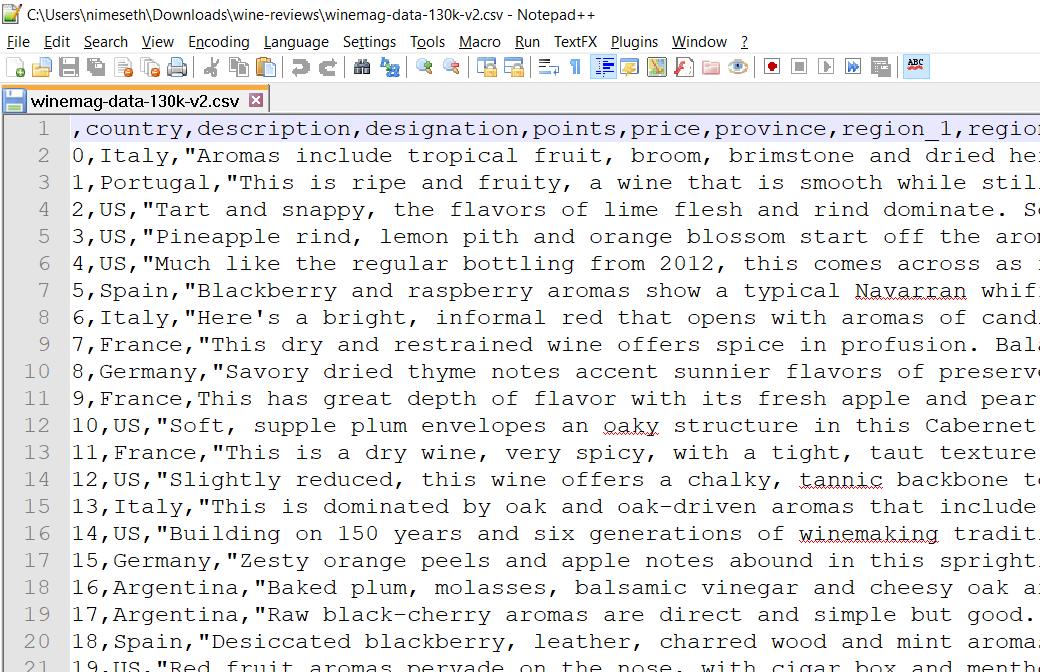 C:\Users\nimeseth\Downloads\wine-reviews\winemag-data-130k-v2.csv - Notepad++
File Edit Search View Encoding Language Settings Tools Macro Run TextFX Plugins Window ?
ABC
winemag-data-130k-v2.csv
1 ,country,description,designation,points,price,province,region_1,region
2 0,Italy,"Aromas include tropical fruit, broom, brimstone and dried he
3 1,Portugal,"This is ripe and fruity, a wine that is smooth while stil
4 2,US,"Tart and snappy, the flavors of lime flesh and rind dominate. S
5 3,US,"Pineapple rind, lemon pith and orange blossom start off the aro
6 4,US,"Much like the regular bottling from 2012, this comes across as
7 5,Spain,"Blackberry and raspberry aromas show a typical Navarran whif
8 6,Italy,"Here's a bright, informal red that opens with aromas of cand
9 7,France,"This dry and restrained wine offers spice in profusion. Bal
10 8,Germany,"Savory dried thyme notes accent sunnier flavors of preserv
11 9,France,This has great depth of flavor with its fresh apple and pear
12 10,US,"Soft, supple plum envelopes an oaky structure in this Cabernet
13 11,France,"This is a dry wine, very spicy, with a tight, taut texture
14 12,US,"Slightly reduced, this wine offers a chalky, tannic backbone t
15 13,Italy,"This is dominated by oak and oak-driven aromas that include
16 14,US,"Building on 150 years and six generations of winemaking tradit
17 15,Germany,"Zesty orange peels and apple notes abound in this spright
18 16,Argentina,"Baked plum, molasses, balsamic vinegar and cheesy oak a
19 17,Argentina,"Raw black-cherry aromas are direct and simple but good.
20 18,Spain,"Desiccated blackberry, leather, charred wood and mint aroma
21 19,US,"Red fruit aromas pervade on the nose, with cigar box and menth